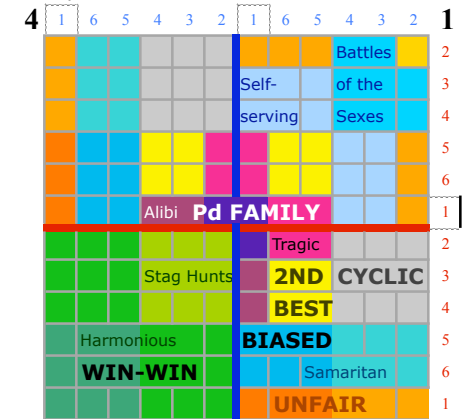 4 1 6 5 4 3 2 1 6 5 4 3 2 1
Battles 2
Self- of the 3
serving Sexes 4
5
6
Alibi Pd FAMILY 1
Tragic 2
Stag Hunts 2ND CYCLIC 3
BEST 4
Harmonious BIASED 5
WIN-WIN Samaritan 6
UNFAIR 1